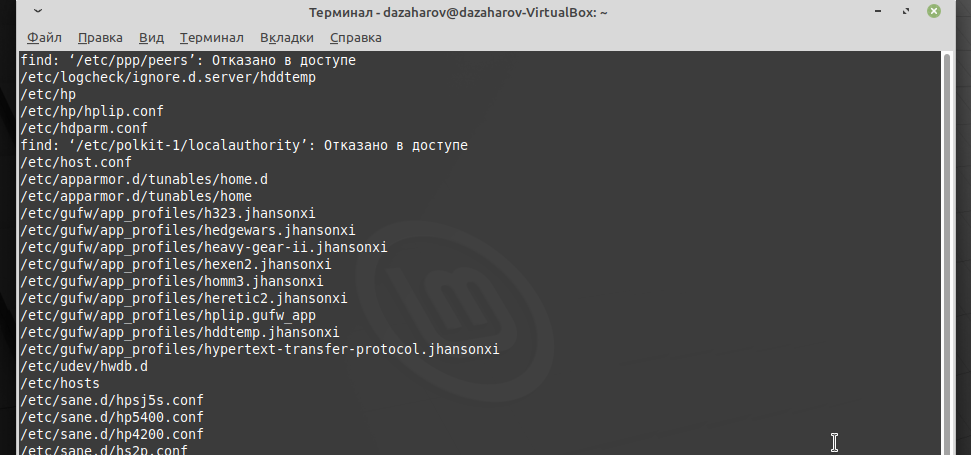 Терминал - dazaharov@dazaharov-VirtualBox: ~
Файл Правка Вид Терминал Вкладки Справка
find: ‘/etc/ppp/peers’: Отказано в доступе
/etc/logcheck/ignore.d.server/hddtemp
/etc/hp
/etc/hp/hplip.conf
/etc/hdparm.conf
find: ‘/etc/polkit-1/localauthority’: Отказано в доступе
/etc/host.conf
/etc/apparmor.d/tunables/home.d
/etc/apparmor.d/tunables/home
/etc/gufw/app_profiles/h323.jhansonxi
/etc/gufw/app_profiles/hedgewars.jhansonxi
/etc/gufw/app_profiles/heavy-gear-ii.jhansonxi
/etc/gufw/app_profiles/hexen2.jhansonxi
/etc/gufw/app_profiles/homm3.jhansonxi
/etc/gufw/app_profiles/heretic2.jhansonxi
/etc/gufw/app_profiles/hplip.gufw_app
/etc/gufw/app_profiles/hddtemp.jhansonxi
/etc/gufw/app_profiles/hypertext-transfer-protocol.jhansonxi
/etc/udev/hwdb.d
/etc/hosts
/etc/sane.d/hpsj5s.conf
/etc/sane.d/hp5400.conf
/etc/sane.d/hp4200.conf
/etc/sane.d/hs2p.conf